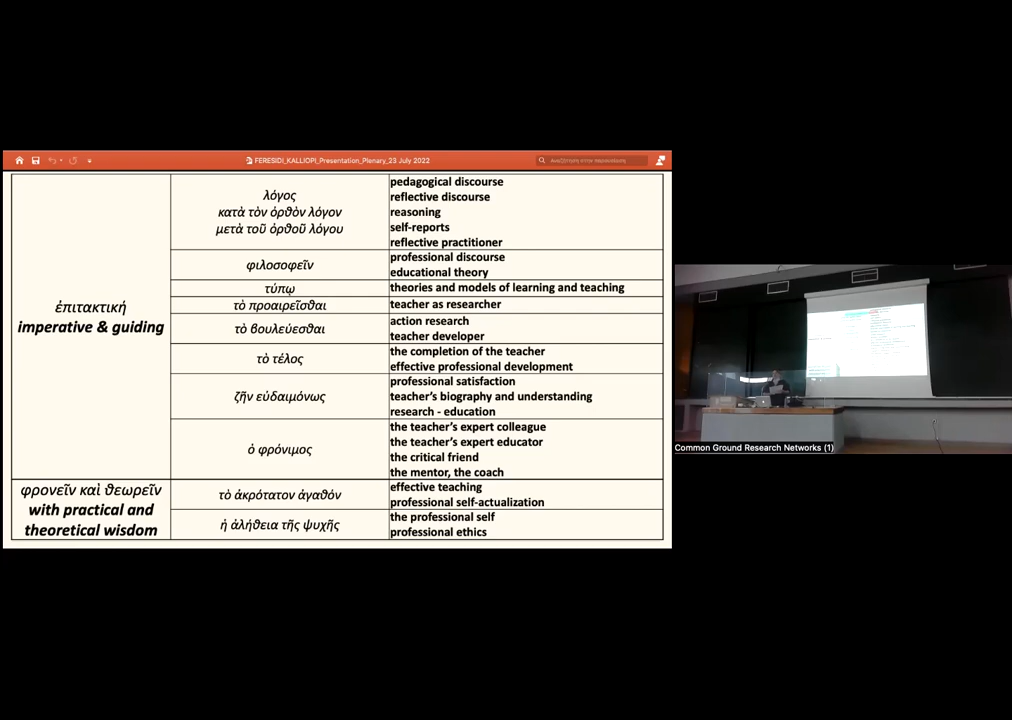 FERESIDI_KALLIOPI_Presentation_Plenary_23 July 2022
Αναζήτηση στην παρουσίαση
ἐπιτακτική
imperative & guiding
λόγος
κατὰ τὸν ὀρθὸν λόγον
μετὰ τοῦ ὀρθοῦ λόγου
pedagogical discourse
reflective discourse
reasoning
self-reports
reflective practitioner
φιλοσοφεῖν
professional discourse
educational theory
τύπῳ
theories and models of learning and teaching
τὸ προαιρεῖσθαι
teacher as researcher
τὸ βουλεύεσθαι
action research
teacher developer
τὸ τέλος
the completion of the teacher
effective professional development
ζῆν εὐδαιμόνως
professional satisfaction
teacher’s biography and understanding
research - education
ὁ φρόνιμος
the teacher’s expert colleague
the teacher’s expert educator
the critical friend
the mentor, the coach
φρονεῖν καὶ θεωρεῖν
with practical and
theoretical wisdom
τὸ ἀκρότατον ἀγαθόν
effective teaching
professional self-actualization
ἡ ἀλήθεια τῆς ψυχῆς
the professional self
professional ethics
Common Ground Research Networks (1)